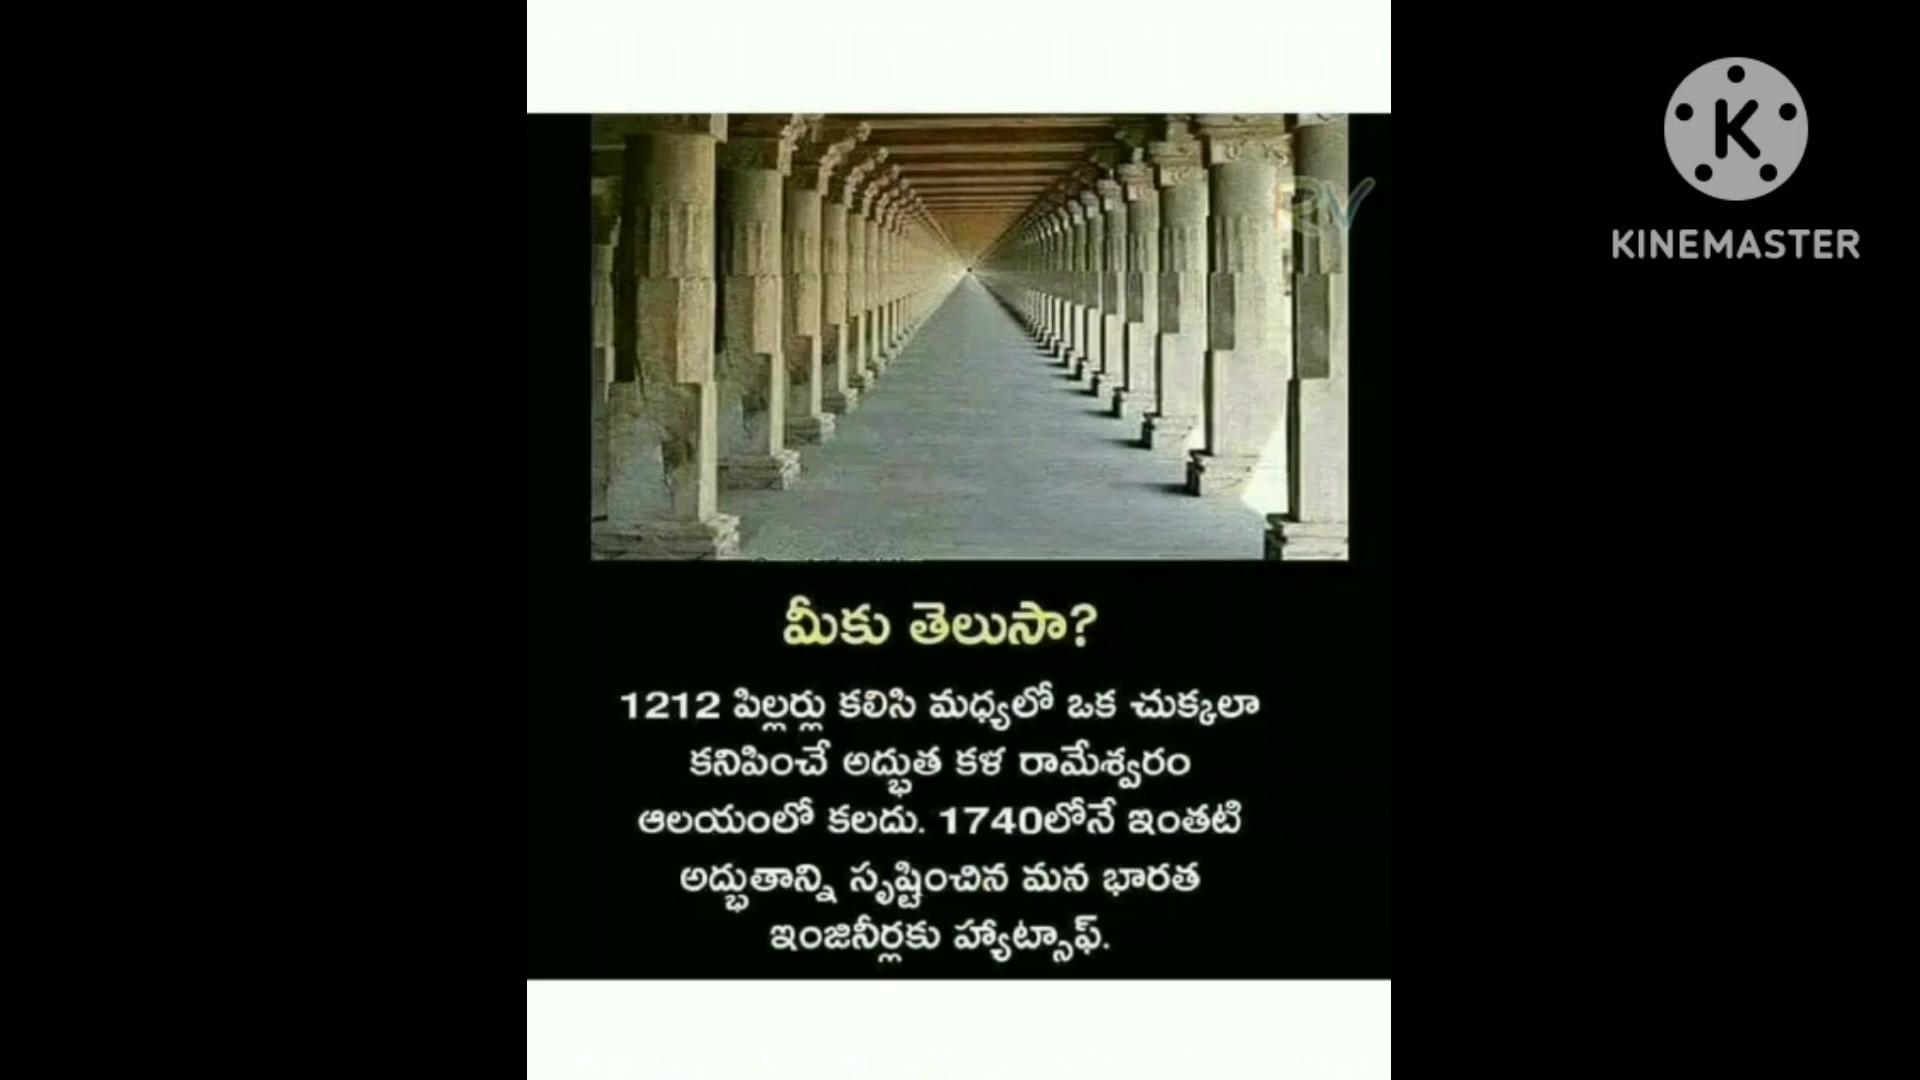 RV
K
KINEMASTER
మీకు తెలుసా?
1212 పిల్లర్లు కలిసి మధ్యలో ఒక చుక్కలా
కనిపించే అద్భుత కళ రామేశ్వరం
ఆలయంలో కలదు. 1740లోనే ఇంతటి
అద్భుతాన్ని సృష్టించిన మన భారత
ఇంజినీర్లకు హ్యాట్సాఫ్.